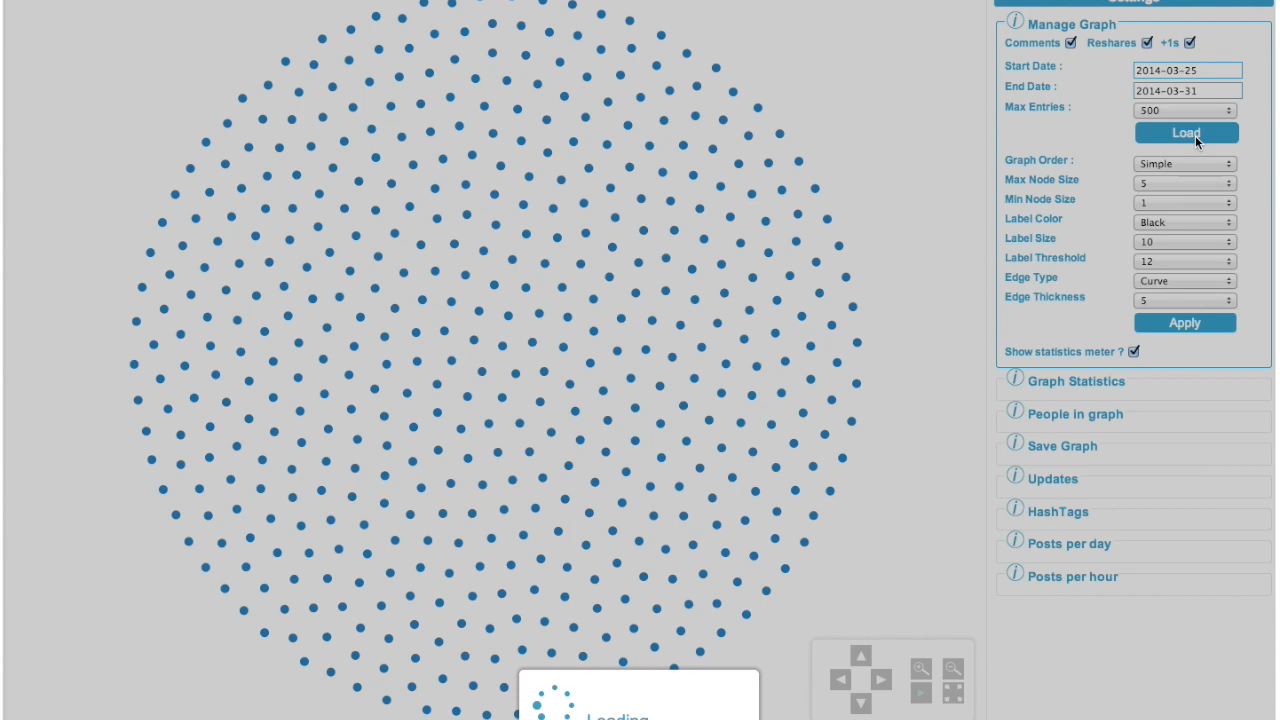 Settings
Manage Graph
Comments Reshares +1s
Start Date : 2014-03-25
End Date : 2014-03-31
Max Entries : 500
Load
Graph Order : Simple
Max Node Size 5
Min Node Size 1
Label Color Black
Label Size 10
Label Threshold 12
Edge Type Curve
Edge Thickness 5
Apply
Show statistics meter ?
Graph Statistics
People in graph
Save Graph
Updates
HashTags
Posts per day
Posts per hour
Loading